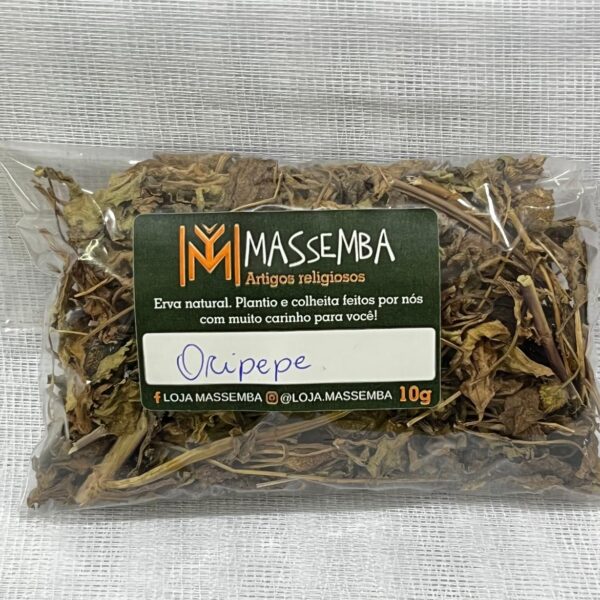 MASSEMBA
Artigos religiosos
Erva natural. Plantio e colheita feitos por nós
com muito carinho para você!
Oripepe
LOJA MASSEMBA @LOJA.MASSEMBA 10g